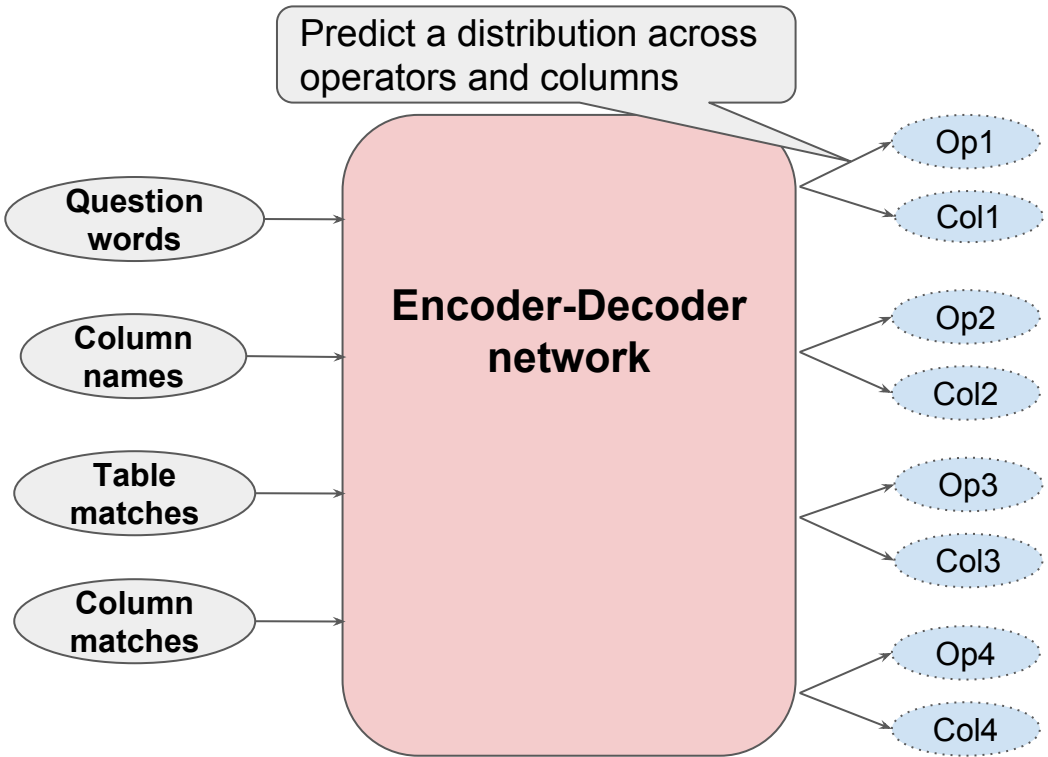 Predict a distribution across
operators and columns
Question
words
Column
names
Table
matches
Column
matches
Encoder-Decoder
network
Op1
Col1
Op2
Col2
Op3
Col3
Op4
Col4